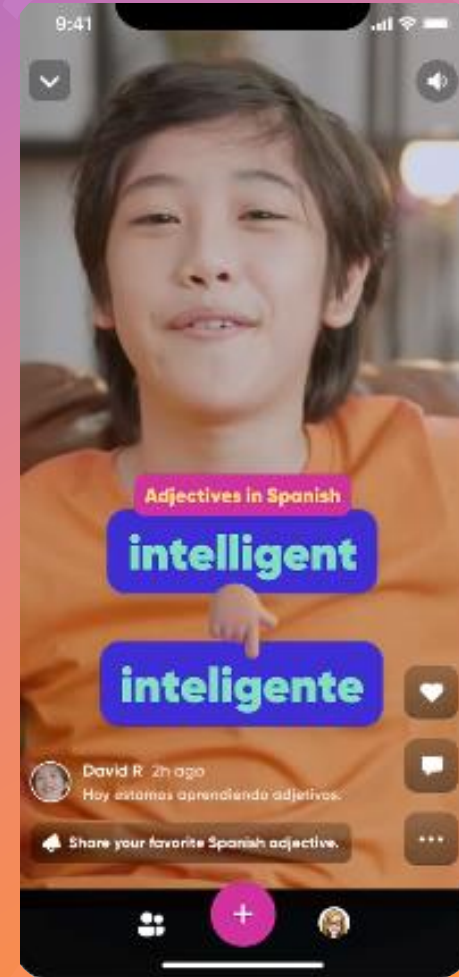 9:41
Adjectives in Spanish
intelligent
inteligente
David R 2h ago
Hoy estamos aprendiendo adjetivos.
Share your favorite Spanish adjective.